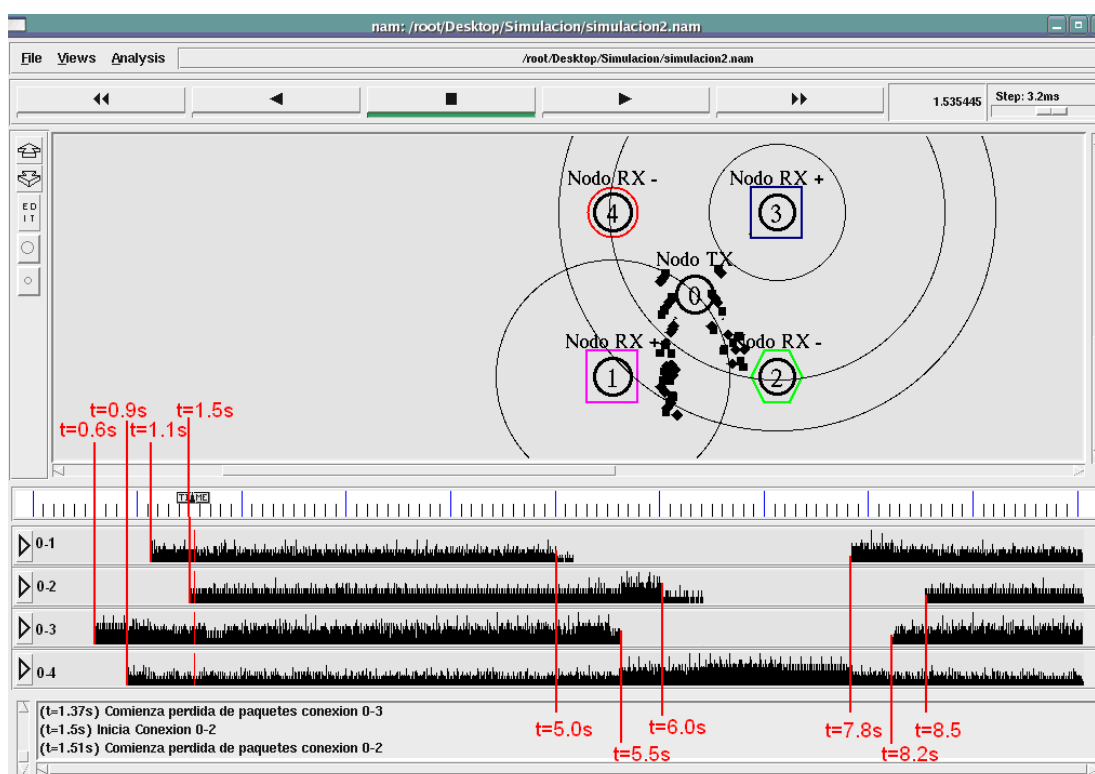 nam: /root/Desktop/Simulacion/simulacion2.nam
File Views Analysis /root/Desktop/Simulacion/simulacion2.nam
1.535445 Step: 3.2ms
ED
IT
Nodo RX - Nodo RX +
4 3
Nodo TX
0
Nodo RX + Nodo RX -
1 2
t=0.9s t=1.5s
t=0.6s t=1.1s
TIME
0-1
0-2
0-3
0-4
(t=1.37s) Comienza perdida de paquetes conexion 0-3
(t=1.5s) Inicia Conexion 0-2
(t=1.51s) Comienza perdida de paquetes conexion 0-2
t=5.0s t=6.0s t=7.8s t=8.5
t=5.5s t=8.2s